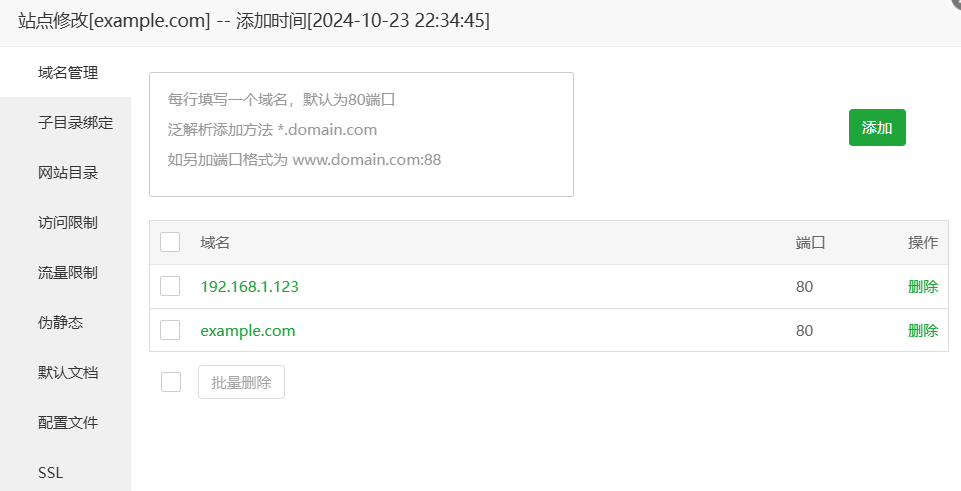 站点修改[example.com] -- 添加时间[2024-10-23 22:34:45]
域名管理
子目录绑定
网站目录
访问限制
流量限制
伪静态
默认文档
配置文件
SSL
每行填写一个域名，默认为80端口
泛解析添加方法 *.domain.com
如另加端口格式为 www.domain.com:88
添加
域名 端口 操作
192.168.1.123 80 删除
example.com 80 删除
批量删除